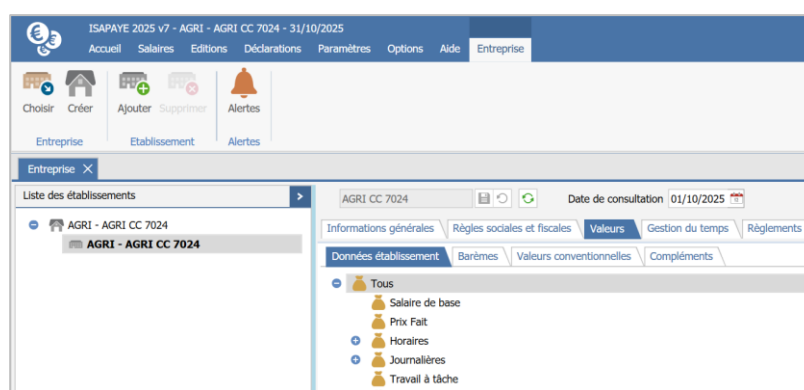 ISAPAYE 2025 v7 - AGRI - AGRI CC 7024 - 31/10/2025
Accueil Salaires Editions Déclarations Paramètres Options Aide Entreprise
Choisir Créer Ajouter Supprimer Alertes
Entreprise Etablissement Alertes
Entreprise
Liste des établissements
AGRI CC 7024 Date de consultation 01/10/2025
AGRI - AGRI CC 7024
Informations générales Règles sociales et fiscales Valeurs Gestion du temps Règlements
AGRI - AGRI CC 7024
Données établissement Barèmes Valeurs conventionnelles Compléments
Tous
Salaire de base
Prix Fait
Horaires
Journalières
Travail à tâche